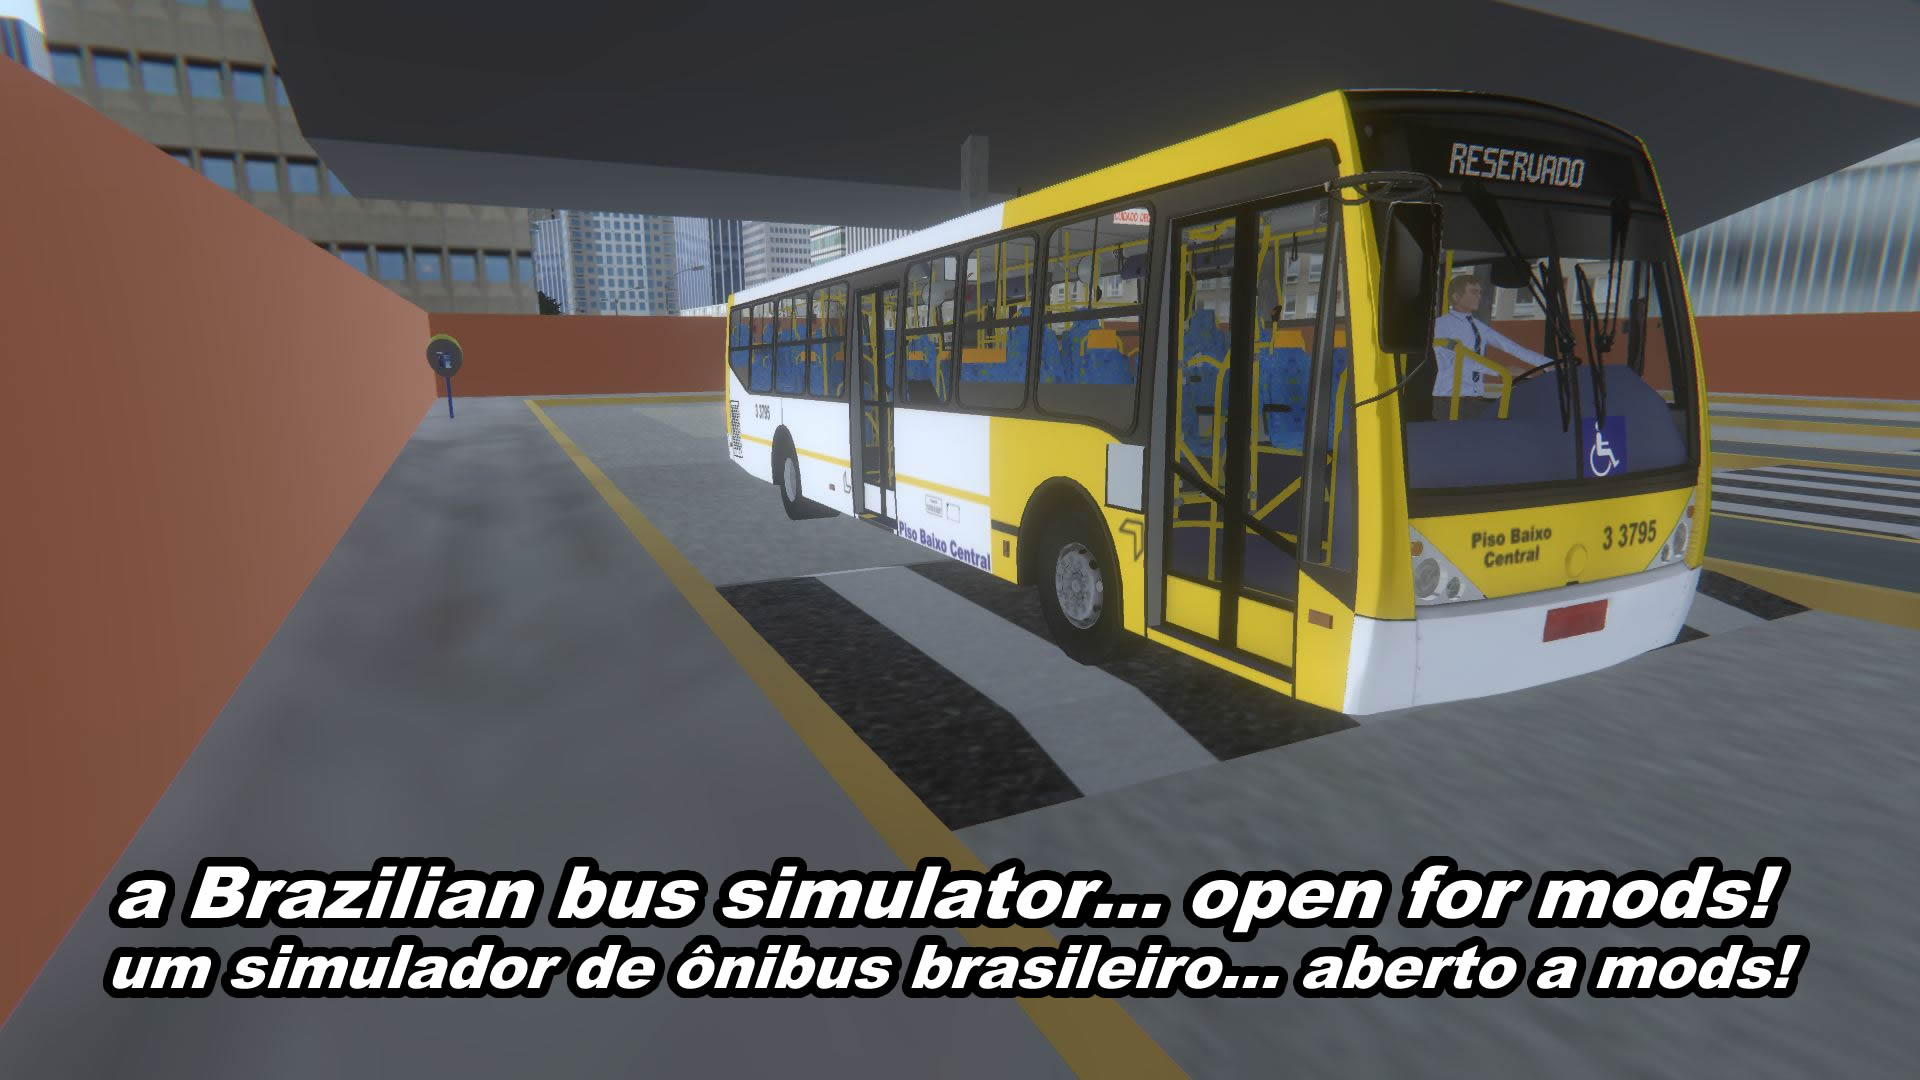 RESERVADO
3 3795
Piso Baixo Central
Piso Baixo
Central
3 3795
a Brazilian bus simulator... open for mods!
um simulador de ônibus brasileiro... aberto a mods!